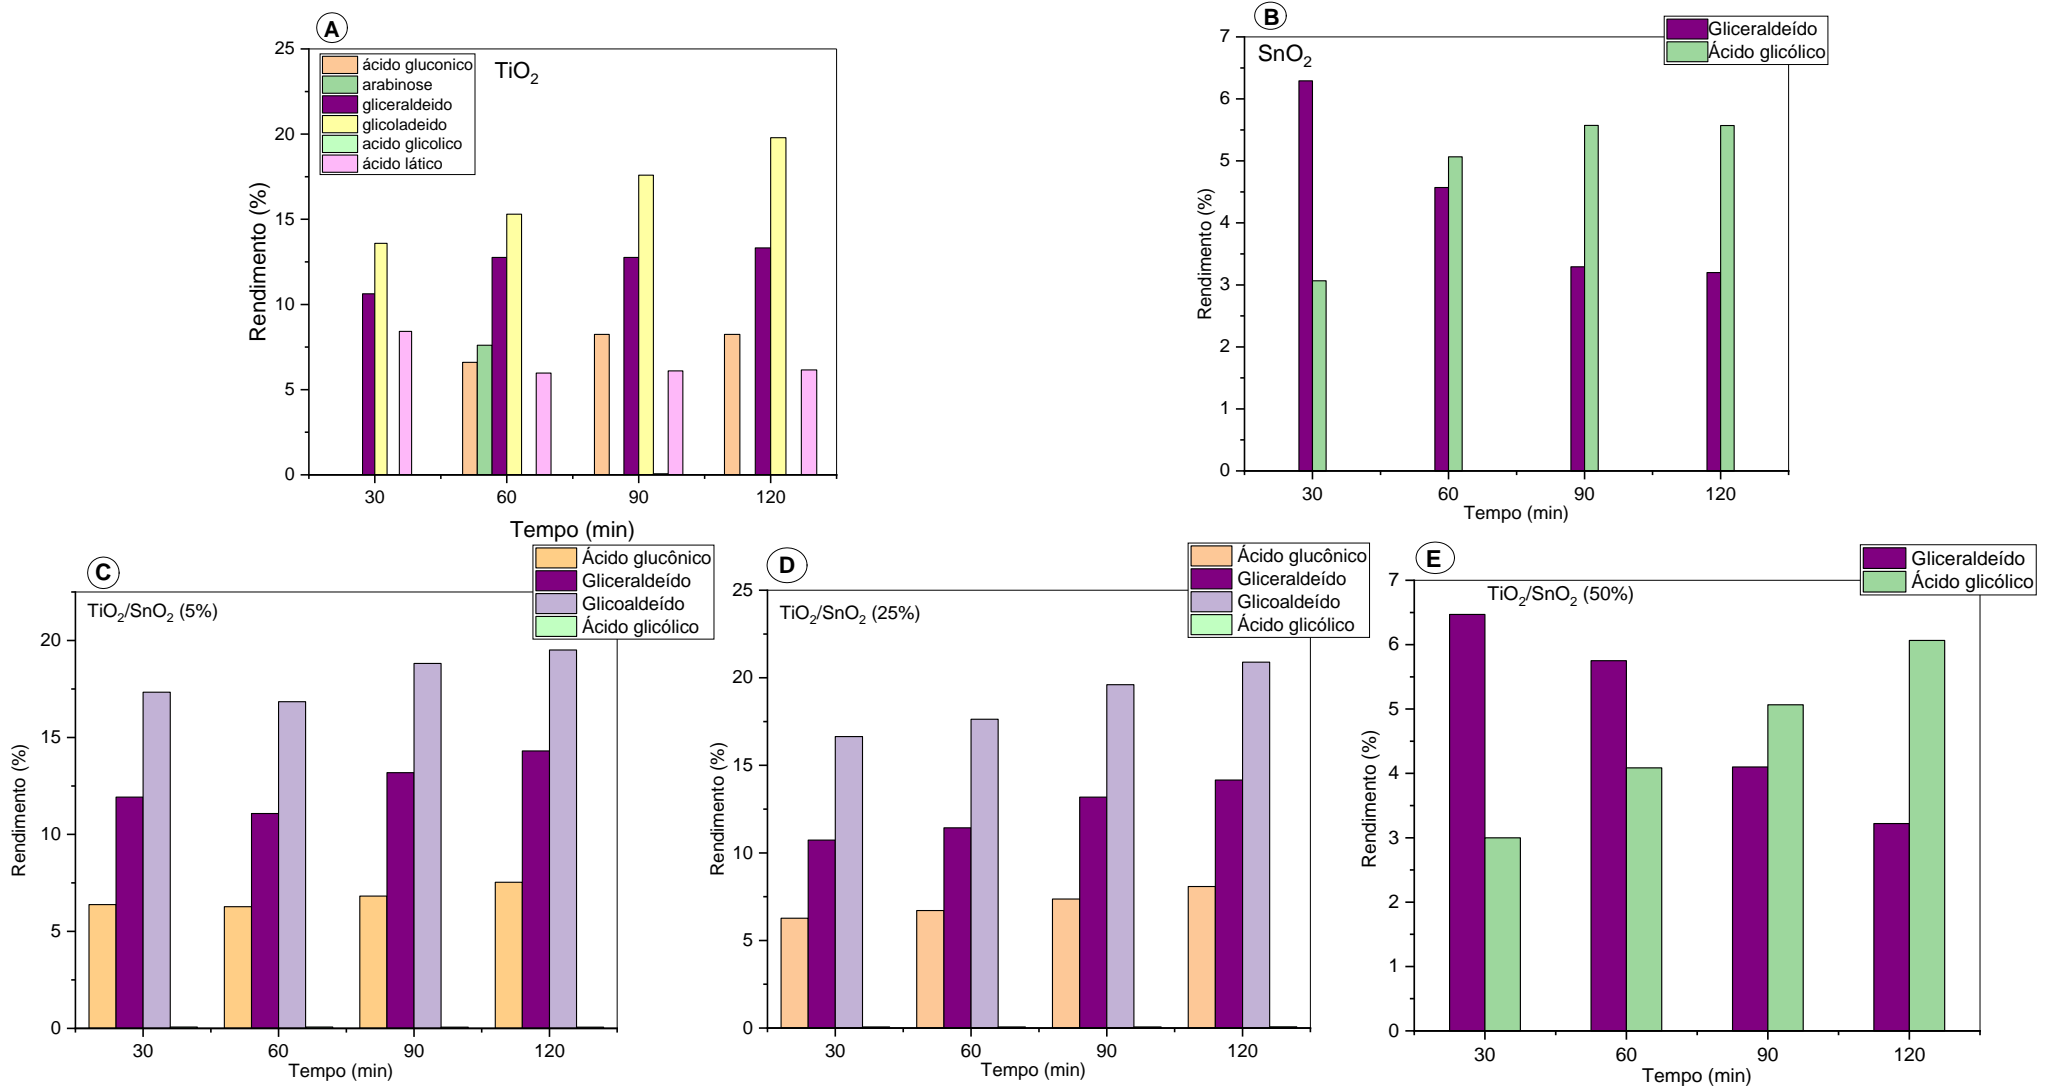 A
TiO2
ácido gluconico
arabinose
gliceraldeido
glicoladeido
acido glicolico
ácido lático
Rendimento (%)
25
20
15
10
5
0
30 60 90 120
Tempo (min)
B
SnO2
Gliceraldeído
Ácido glicólico
Rendimento (%)
7
6
5
4
3
2
1
0
30 60 90 120
Tempo (min)
C
TiO2/SnO2 (5%)
Ácido glucônico
Gliceraldeído
Glicoaldeído
Ácido glicólico
Rendimento (%)
20
15
10
5
0
30 60 90 120
Tempo (min)
D
TiO2/SnO2 (25%)
Ácido glucônico
Gliceraldeído
Glicoaldeído
Ácido glicólico
Rendimento (%)
25
20
15
10
5
0
30 60 90 120
Tempo (min)
E
TiO2/SnO2 (50%)
Gliceraldeído
Ácido glicólico
Rendimento (%)
7
6
5
4
3
2
1
0
30 60 90 120
Tempo (min)